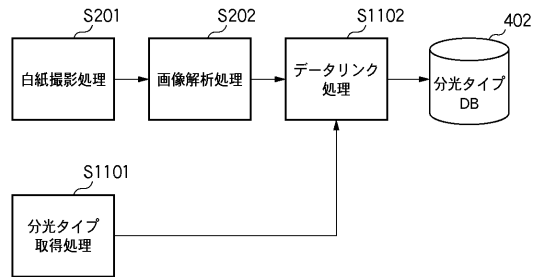 S201
白紙撮影処理
S202
画像解析処理
S1102
データリンク
処理
402
分光タイプ
DB
S1101
分光タイプ
取得処理